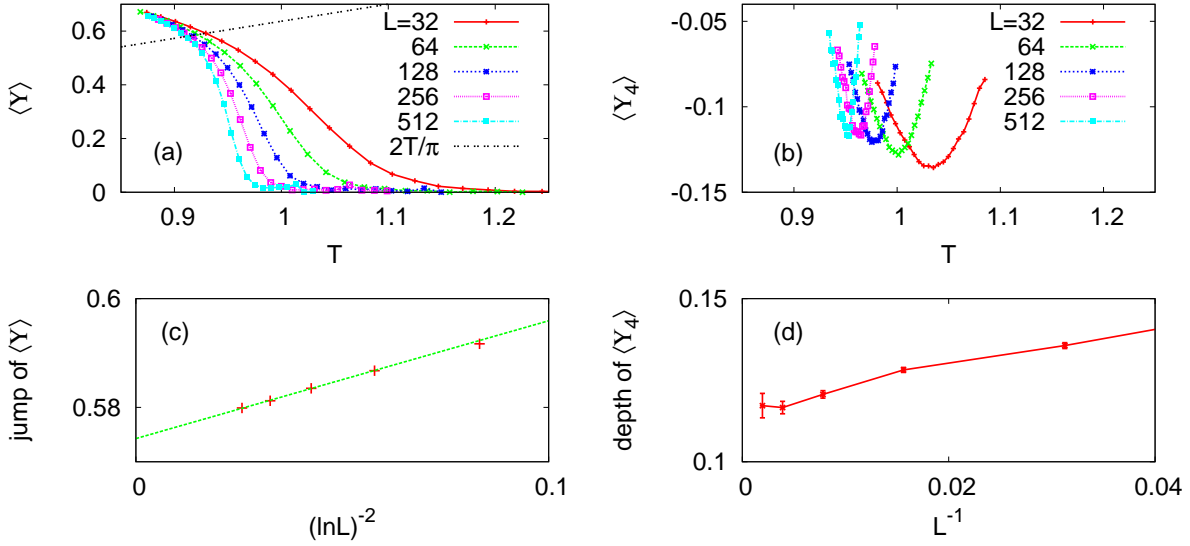 ⟨Υ⟩
0
0.2
0.4
0.6
0.9
1
1.1
1.2
T
(a)
L=32
64
128
256
512
2T/π
⟨Υ₄⟩
-0.15
-0.10
-0.05
0.9
1
1.1
1.2
T
(b)
L=32
64
128
256
512
jump of ⟨Υ⟩
0.58
0.6
0
0.1
(lnL)⁻²
(c)
depth of ⟨Υ₄⟩
0.1
0.15
0
0.02
0.04
L⁻¹
(d)